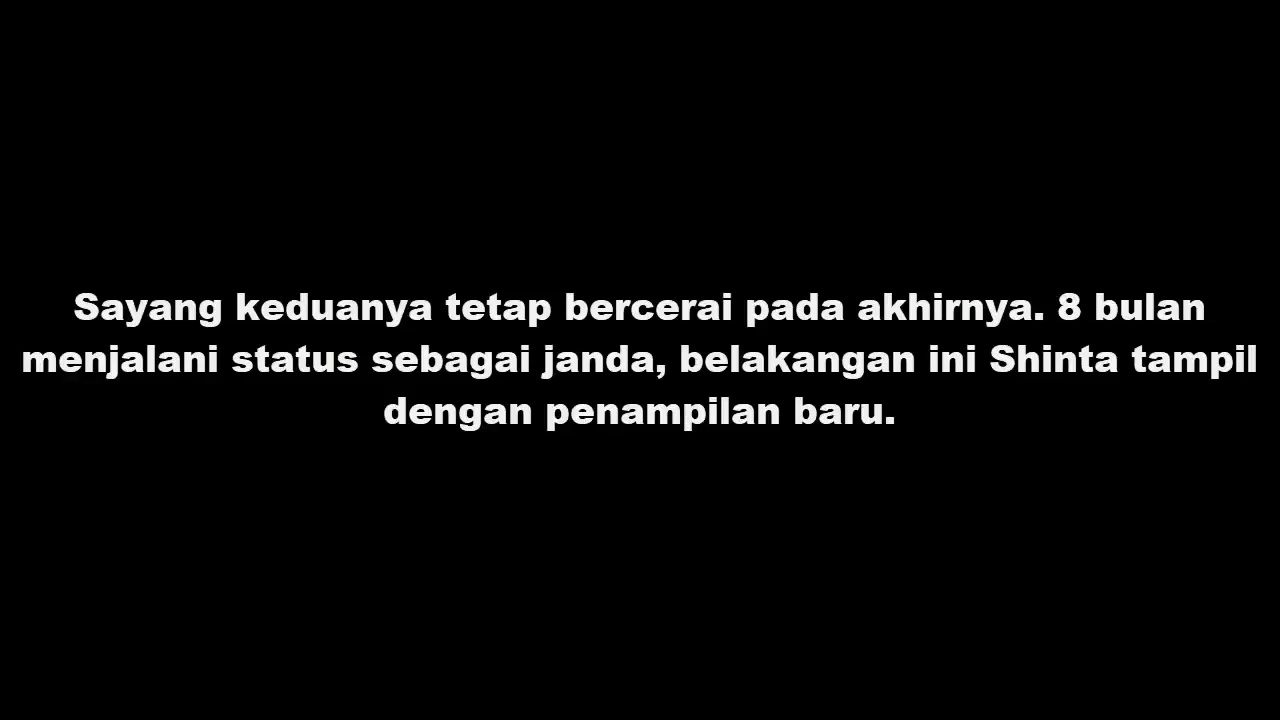 Sayang keduanya tetap bercerai pada akhirnya. 8 bulan
menjalani status sebagai janda, belakangan ini Shinta tampil
dengan penampilan baru.